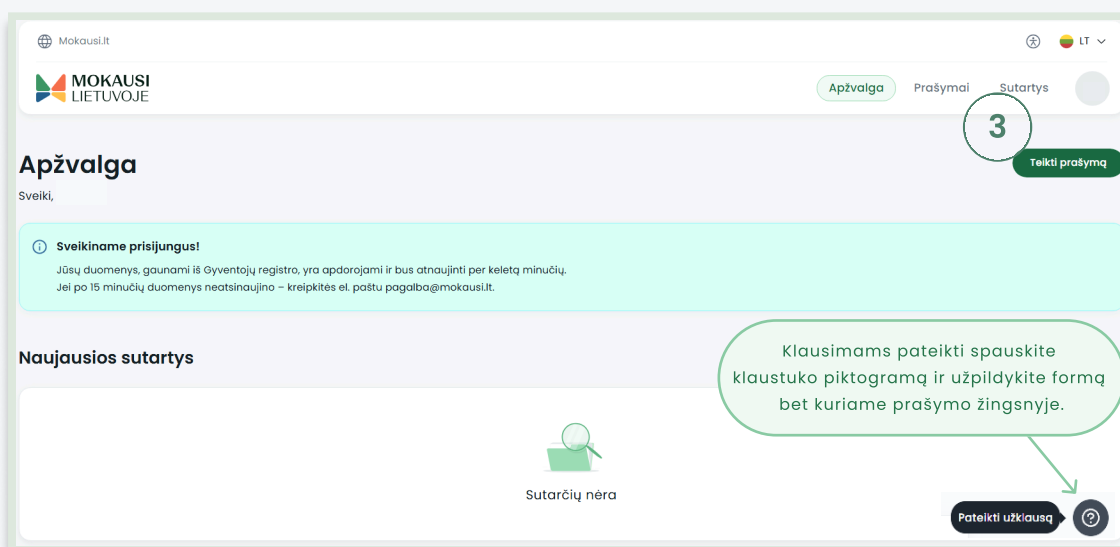 Mokausi.lt
LT
MOKAUSI
LIETUVOJE
Apžvalga
Prašymai
Sutartys
3
Apžvalga
Teikti prašymą
Sveiki,
Sveikiname prisijungus!
Jūsų duomenys, gaunami iš Gyventojų registro, yra apdorojami ir bus atnaujinti per keletą minučių.
Jei po 15 minučių duomenys neatsinaujino – kreipkitės el. paštu pagalba@mokausi.lt.
Naujausios sutartys
Klausimams pateikti spauskite
klaustuko piktogramą ir užpildykite formą
bet kuriame prašymo žingsnyje.
Sutarčių nėra
Pateikti užklausą
?